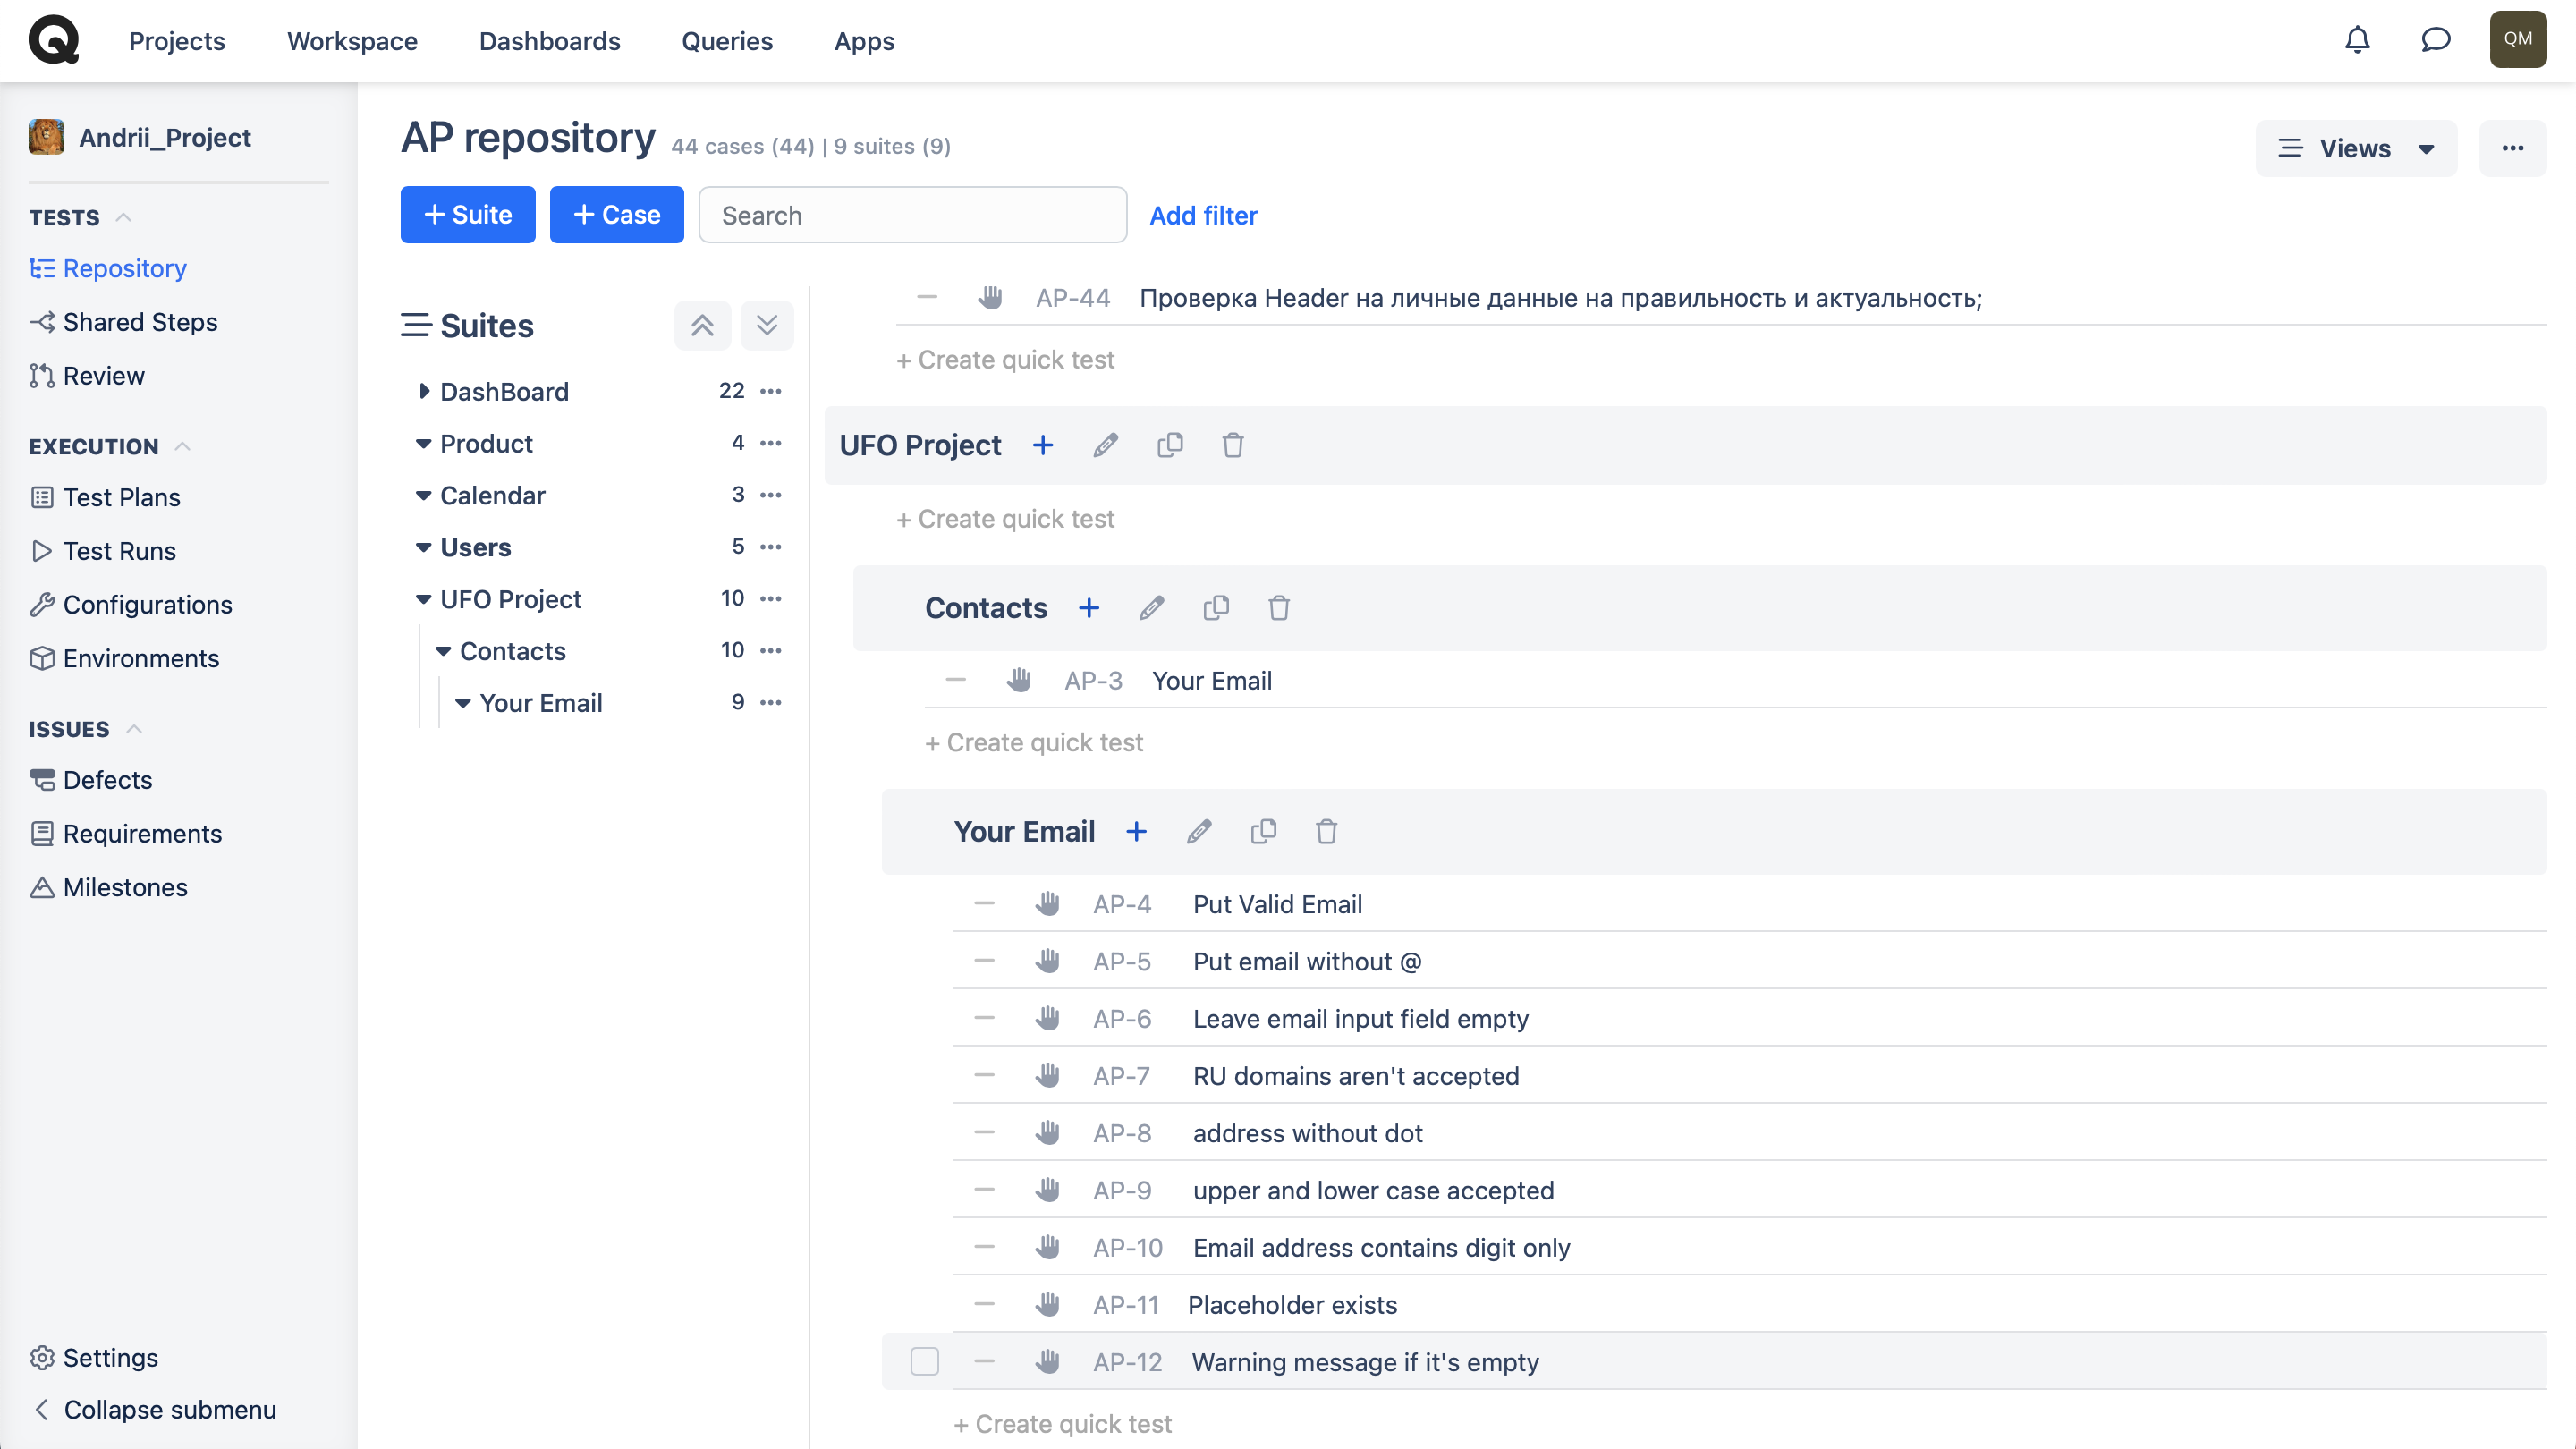 Projects
Workspace
Dashboards
Queries
Apps
QM
Andrii_Project
TESTS
Repository
Shared Steps
Review
EXECUTION
Test Plans
Test Runs
Configurations
Environments
ISSUES
Defects
Requirements
Milestones
Settings
Collapse submenu
AP repository 44 cases (44) | 9 suites (9)
Views
+ Suite
+ Case
Search
Add filter
Suites
DashBoard 22
Product 4
Calendar 3
Users 5
UFO Project 10
Contacts 10
Your Email 9
AP-44 Проверка Header на личные данные на правильность и актуальность;
+ Create quick test
UFO Project
+ Create quick test
Contacts
AP-3 Your Email
+ Create quick test
Your Email
AP-4 Put Valid Email
AP-5 Put email without @
AP-6 Leave email input field empty
AP-7 RU domains aren't accepted
AP-8 address without dot
AP-9 upper and lower case accepted
AP-10 Email address contains digit only
AP-11 Placeholder exists
AP-12 Warning message if it's empty
+ Create quick test